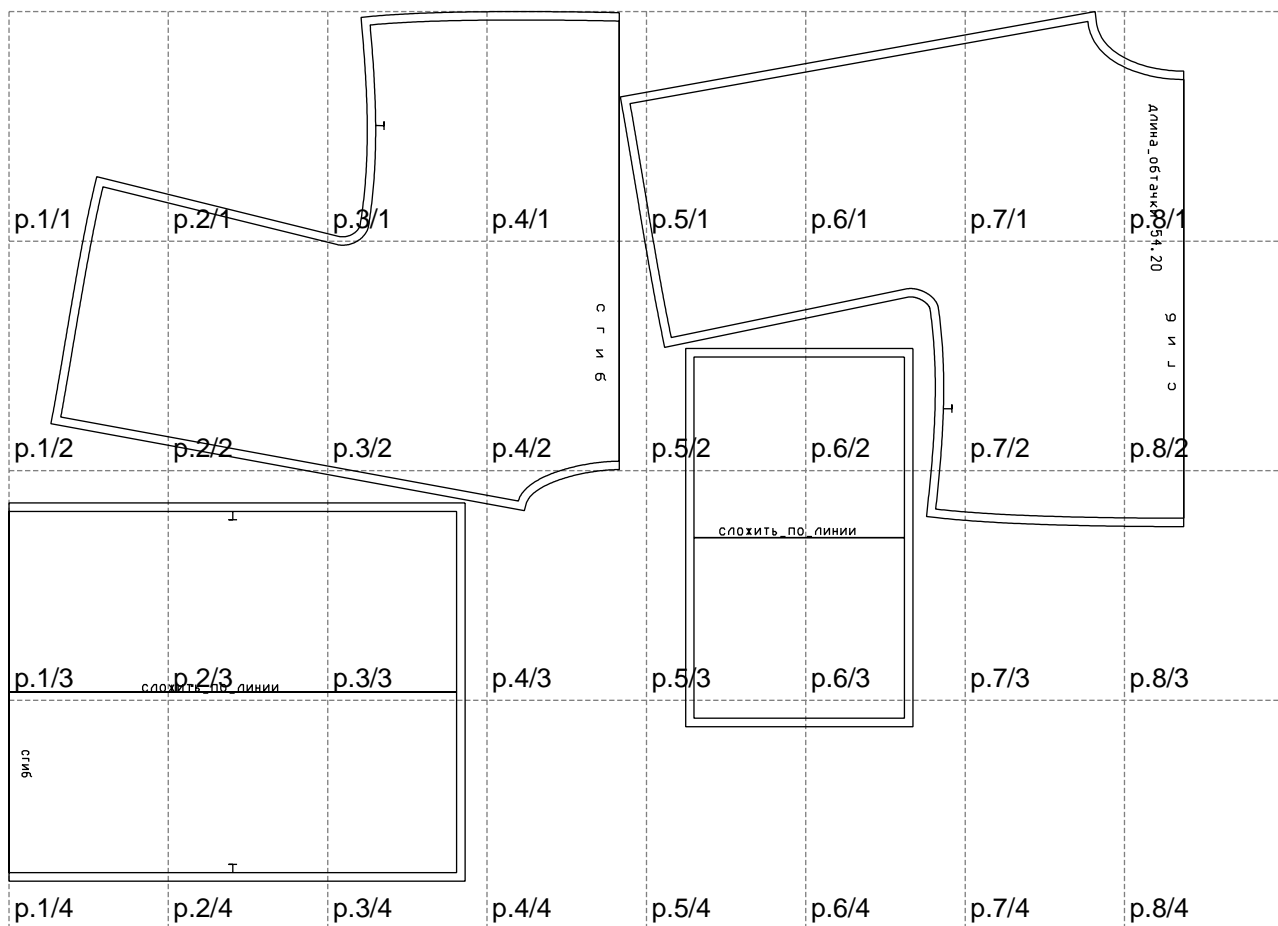 p.1/1 p.2/1 p.3/1 p.4/1 p.5/1 p.6/1 p.7/1 p.8/1
длина_обтачки 54.20
сгиб
сгиб
p.1/2 p.2/2 p.3/2 p.4/2 p.5/2 p.6/2 p.7/2 p.8/2
сложить_по_линии
p.1/3 p.2/3 p.3/3 p.4/3 p.5/3 p.6/3 p.7/3 p.8/3
сложить_по_линии
сгиб
p.1/4 p.2/4 p.3/4 p.4/4 p.5/4 p.6/4 p.7/4 p.8/4